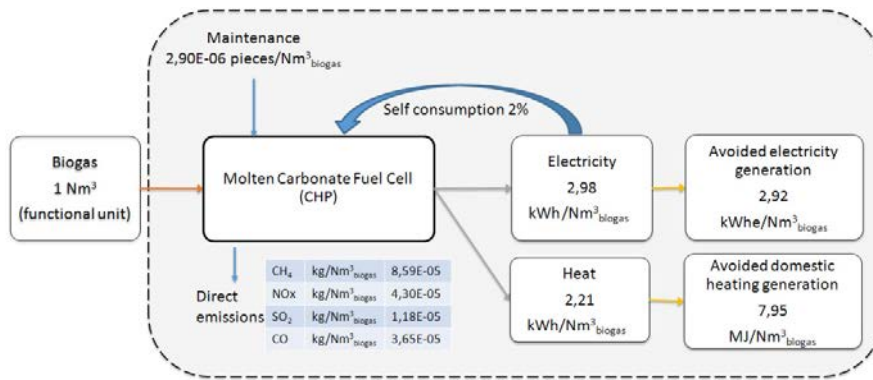 Maintenance
2,90E-06 pieces/Nm³biogas
Self consumption 2%
Biogas
1 Nm³
(functional unit)
Molten Carbonate Fuel Cell
(CHP)
Electricity
2,98
kWh/Nm³biogas
Avoided electricity
generation
2,92
kWhe/Nm³biogas
Heat
2,21
kWh/Nm³biogas
Avoided domestic
heating generation
7,95
MJ/Nm³biogas
Direct
emissions
CH₄ kg/Nm³biogas 8,59E-05
NOx kg/Nm³biogas 4,30E-05
SO₂ kg/Nm³biogas 1,18E-05
CO kg/Nm³biogas 3,65E-05